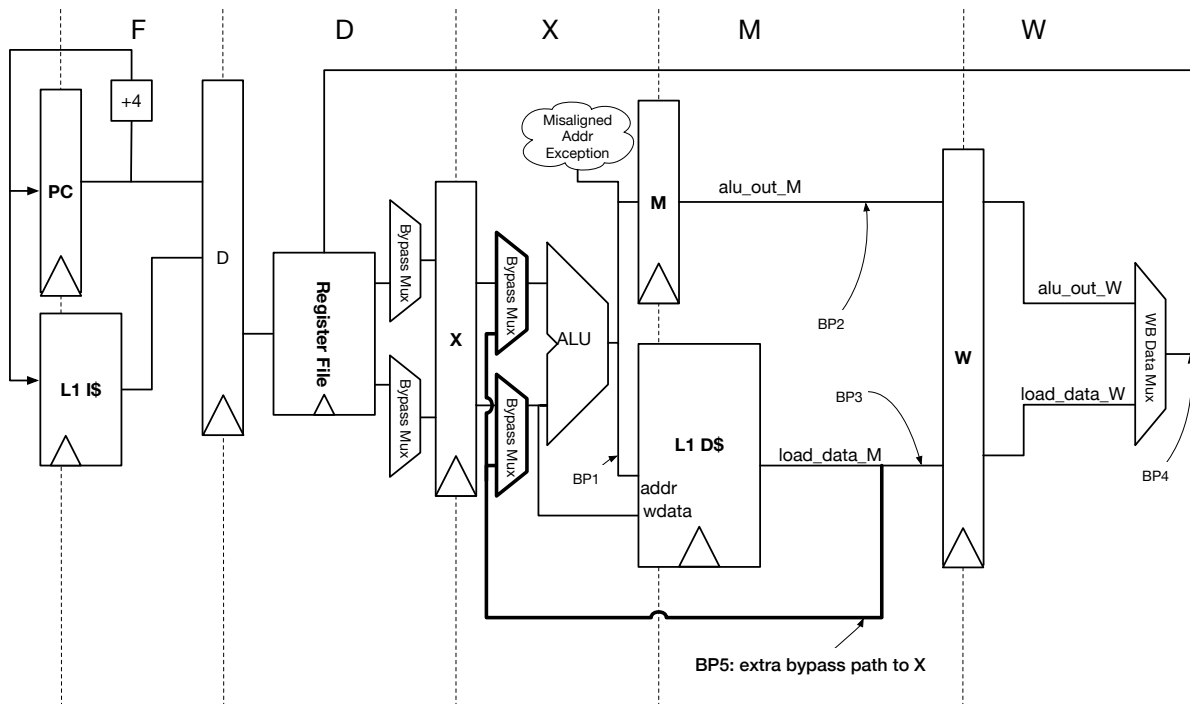 F
D
X
M
W
+4
Misaligned
Addr
Exception
PC
D
M
alu_out_M
Bypass Mux
Bypass Mux
Register File
X
Bypass Mux
Bypass Mux
ALU
BP2
alu_out_W
WB Data Mux
L1 I$
W
BP3
load_data_W
L1 D$
load_data_M
BP1
addr
wdata
BP4
BP5: extra bypass path to X